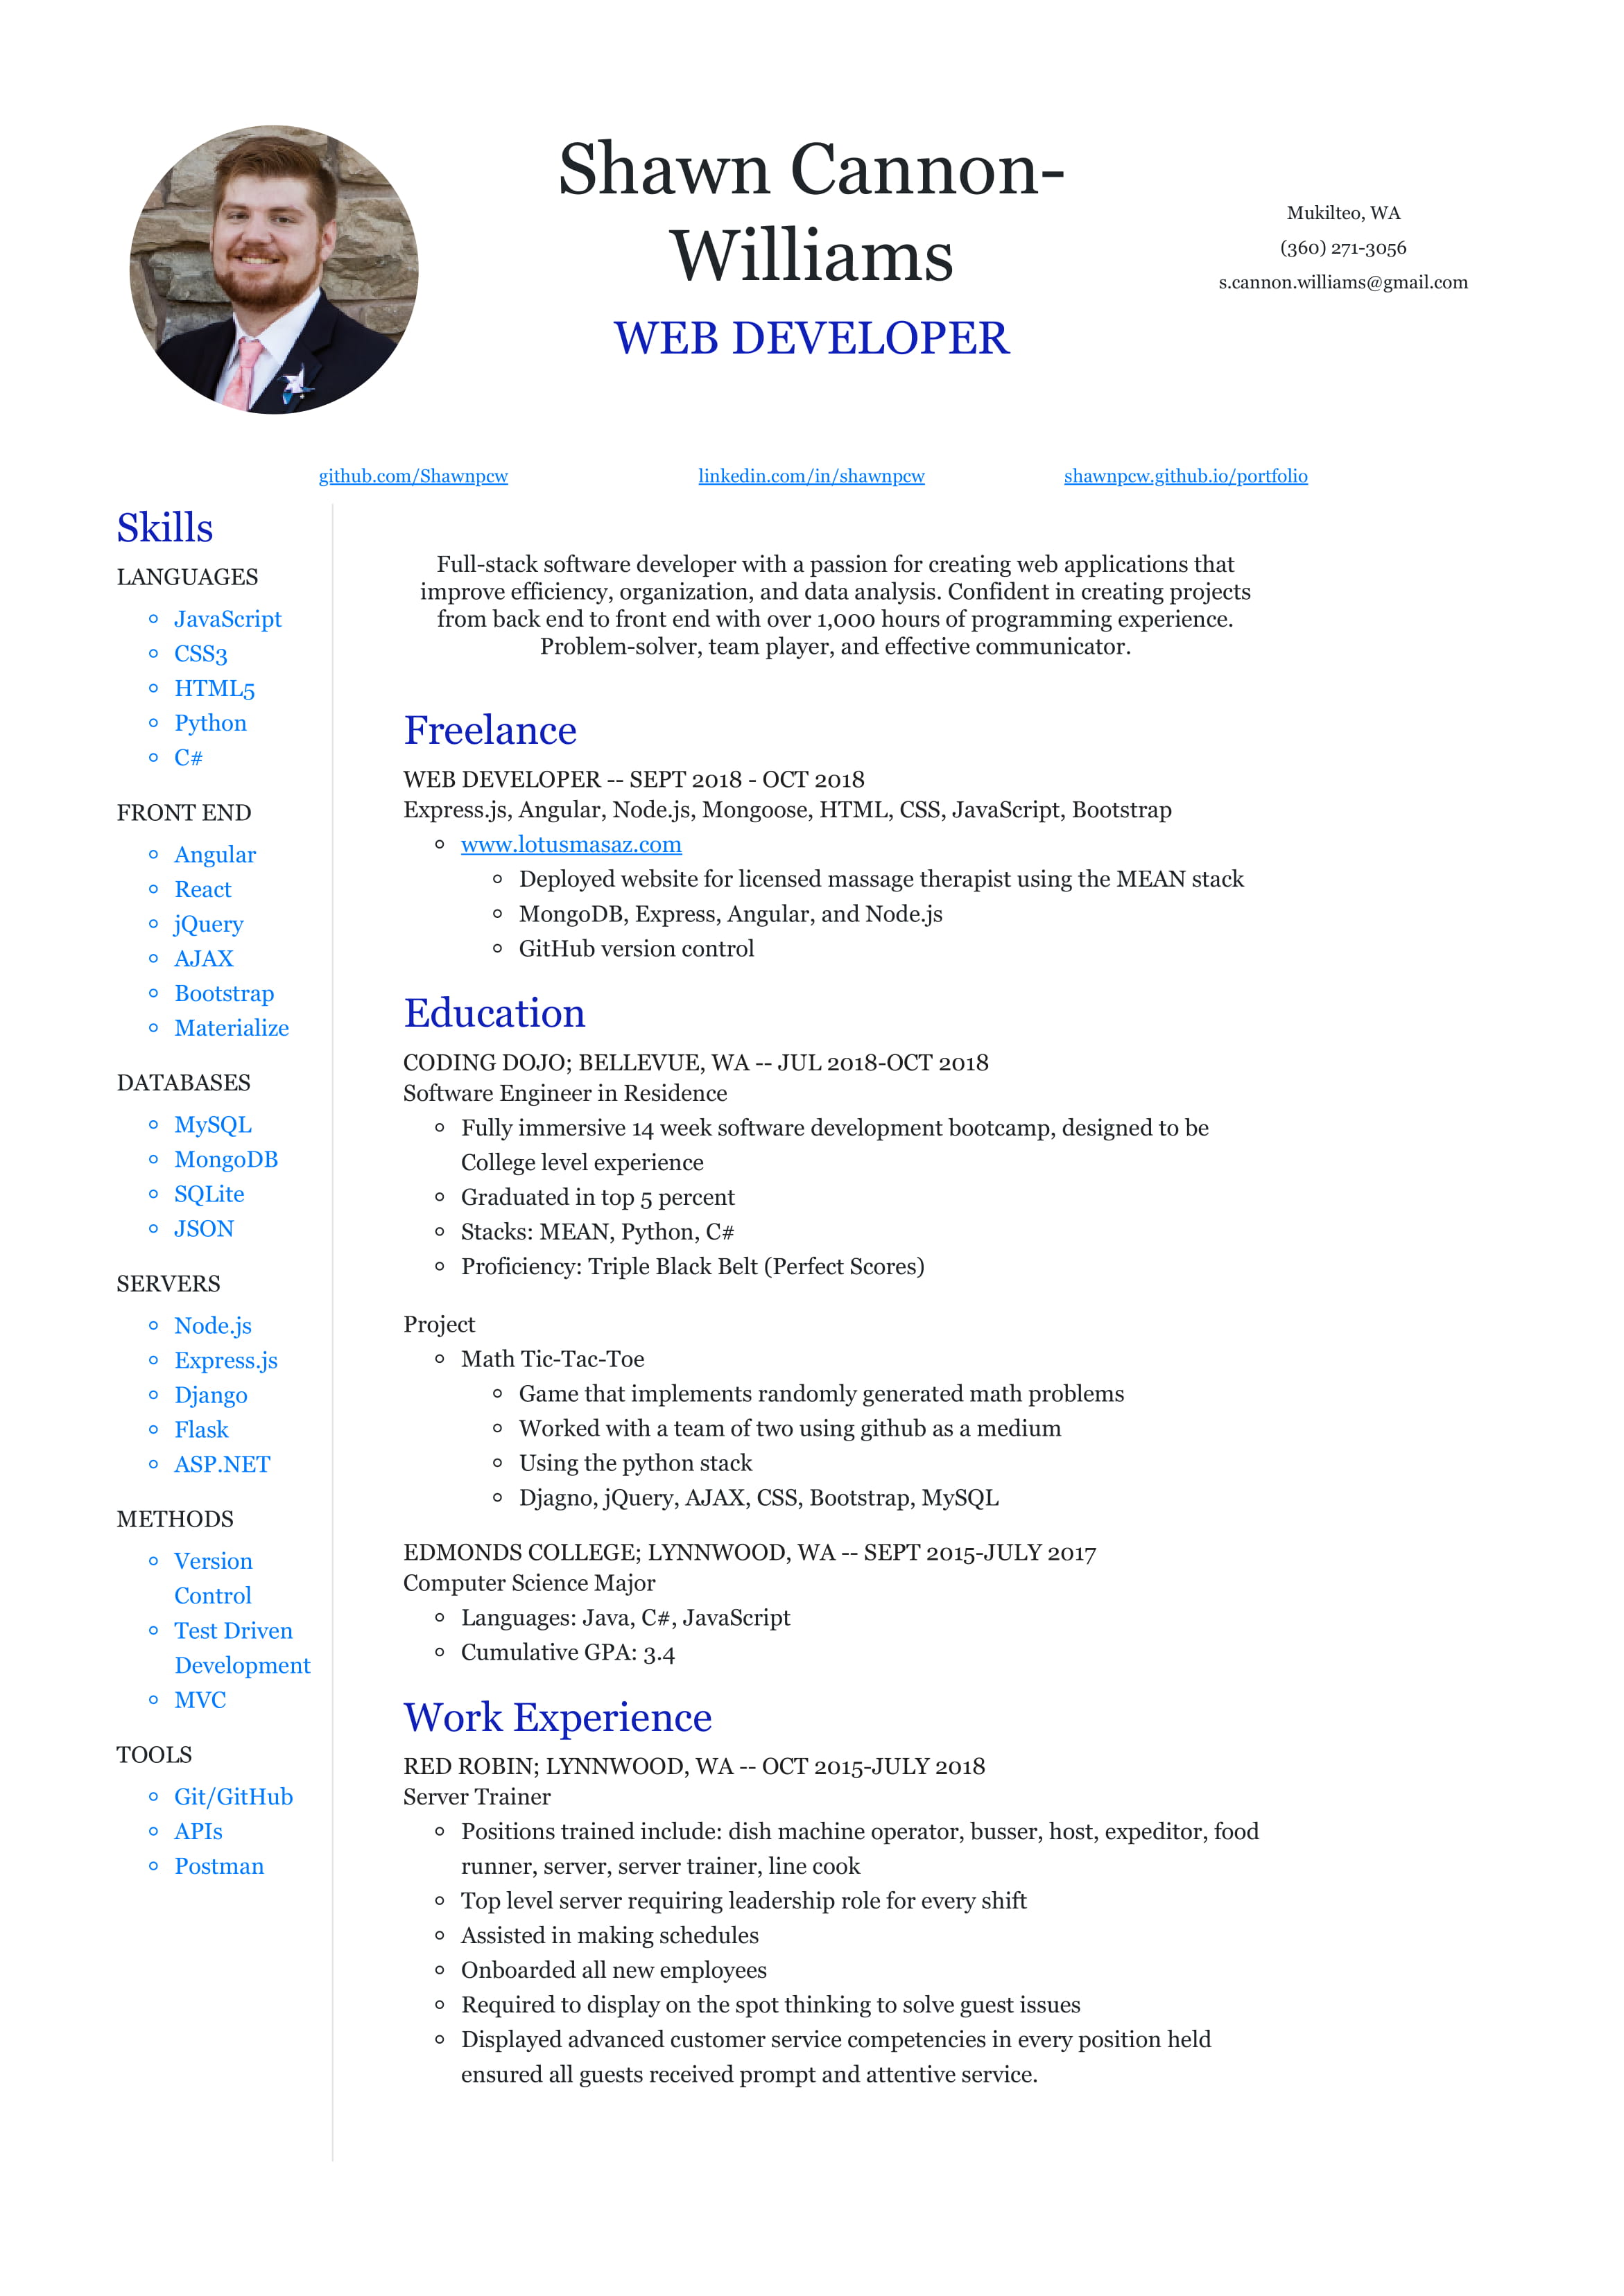 Shawn Cannon-
Williams
WEB DEVELOPER
Mukilteo, WA
(360) 271-3056
s.cannon.williams@gmail.com
github.com/Shawnpcw
linkedin.com/in/shawnpcw
shawnpcw.github.io/portfolio
Skills
LANGUAGES
JavaScript
CSS3
HTML5
Python
C#
FRONT END
Angular
React
jQuery
AJAX
Bootstrap
Materialize
DATABASES
MySQL
MongoDB
SQLite
JSON
SERVERS
Node.js
Express.js
Django
Flask
ASP.NET
METHODS
Version
Control
Test Driven
Development
MVC
TOOLS
Git/GitHub
APIs
Postman
Full-stack software developer with a passion for creating web applications that
improve efficiency, organization, and data analysis. Confident in creating projects
from back end to front end with over 1,000 hours of programming experience.
Problem-solver, team player, and effective communicator.
Freelance
WEB DEVELOPER -- SEPT 2018 - OCT 2018
Express.js, Angular, Node.js, Mongoose, HTML, CSS, JavaScript, Bootstrap
www.lotusmasaz.com
Deployed website for licensed massage therapist using the MEAN stack
MongoDB, Express, Angular, and Node.js
GitHub version control
Education
CODING DOJO; BELLEVUE, WA -- JUL 2018-OCT 2018
Software Engineer in Residence
Fully immersive 14 week software development bootcamp, designed to be
College level experience
Graduated in top 5 percent
Stacks: MEAN, Python, C#
Proficiency: Triple Black Belt (Perfect Scores)
Project
Math Tic-Tac-Toe
Game that implements randomly generated math problems
Worked with a team of two using github as a medium
Using the python stack
Djagno, jQuery, AJAX, CSS, Bootstrap, MySQL
EDMONDS COLLEGE; LYNNWOOD, WA -- SEPT 2015-JULY 2017
Computer Science Major
Languages: Java, C#, JavaScript
Cumulative GPA: 3.4
Work Experience
RED ROBIN; LYNNWOOD, WA -- OCT 2015-JULY 2018
Server Trainer
Positions trained include: dish machine operator, busser, host, expeditor, food
runner, server, server trainer, line cook
Top level server requiring leadership role for every shift
Assisted in making schedules
Onboarded all new employees
Required to display on the spot thinking to solve guest issues
Displayed advanced customer service competencies in every position held
ensured all guests received prompt and attentive service.